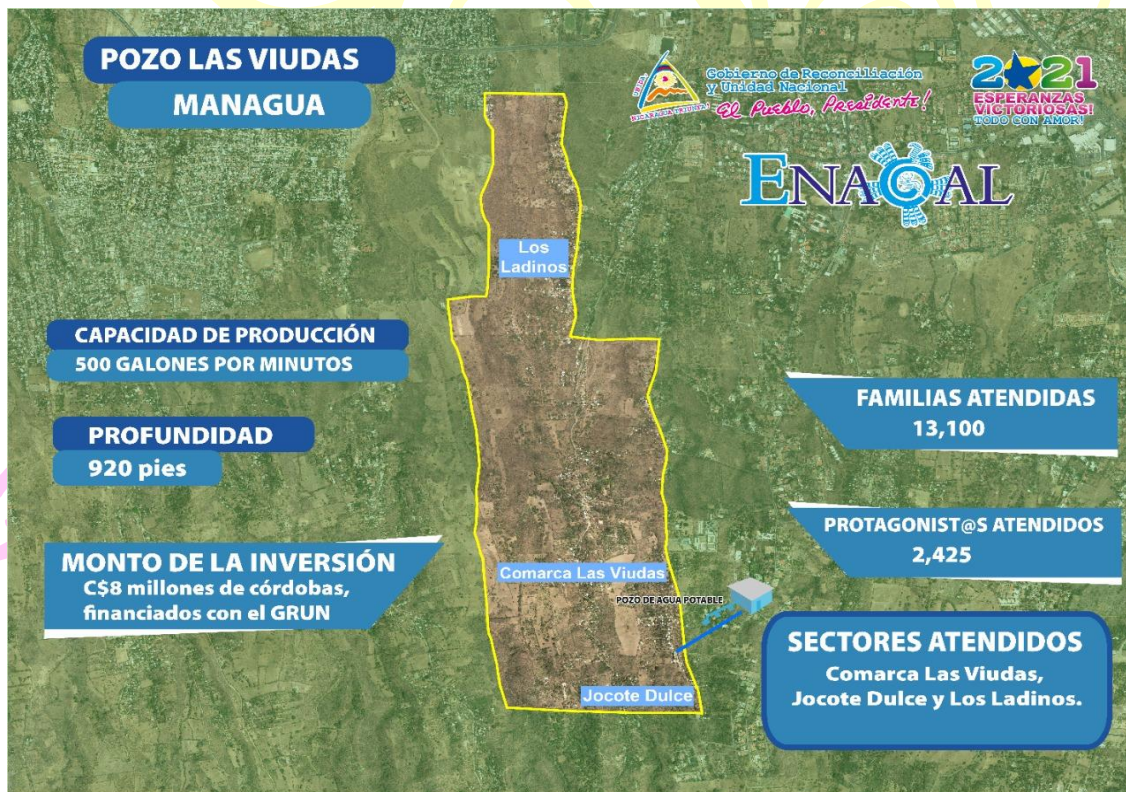 POZO LAS VIUDAS
MANAGUA
Gobierno de Reconciliación
y Unidad Nacional
El Pueblo, Presidente!
UNIDA,
NICARAGUA TRIUNFA!
2021
ESPERANZAS
VICTORIOSAS!
TODO CON AMOR!
ENACAL
Los
Ladinos
CAPACIDAD DE PRODUCCIÓN
500 GALONES POR MINUTOS
PROFUNDIDAD
920 pies
MONTO DE LA INVERSIÓN
C$8 millones de córdobas,
financiados con el GRUN
FAMILIAS ATENDIDAS
13,100
PROTAGONIST@S ATENDIDOS
2,425
Comarca Las Viudas
POZO DE AGUA POTABLE
Jocote Dulce
SECTORES ATENDIDOS
Comarca Las Viudas,
Jocote Dulce y Los Ladinos.